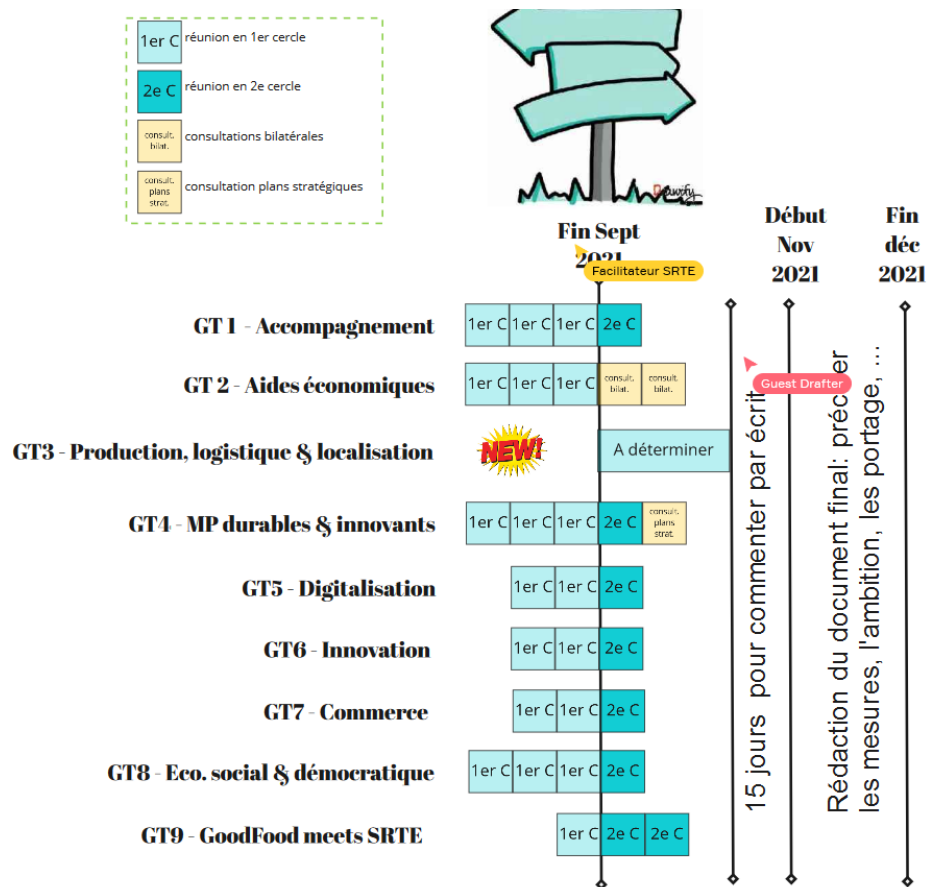 1er C
réunion en 1er cercle
2e C
réunion en 2e cercle
consult.
bilat.
consultations bilatérales
consult.
plans
strat.
consultation plans stratégiques
Fin Sept
2021
Facilitateur SRTE
Début
Nov
2021
Fin
déc
2021
GT 1 - Accompagnement
1er C 1er C 1er C 2e C
GT 2 - Aides économiques
1er C 1er C 1er C
consult.
bilat.
consult.
bilat.
Guest Drafter
GT3 - Production, logistique & localisation
NEW!
A déterminer
GT4 - MP durables & innovants
1er C 1er C 1er C 2e C
consult.
plans
strat.
GT5 - Digitalisation
1er C 1er C 2e C
GT6 - Innovation
1er C 1er C 2e C
GT7 - Commerce
1er C 1er C 2e C
GT8 - Eco. social & démocratique
1er C 1er C 1er C 2e C
GT9 - GoodFood meets SRTE
1er C 2e C 2e C
15 jours pour commenter par écrit
Rédaction du document final: préciser
les mesures, l'ambition, les portage, ...